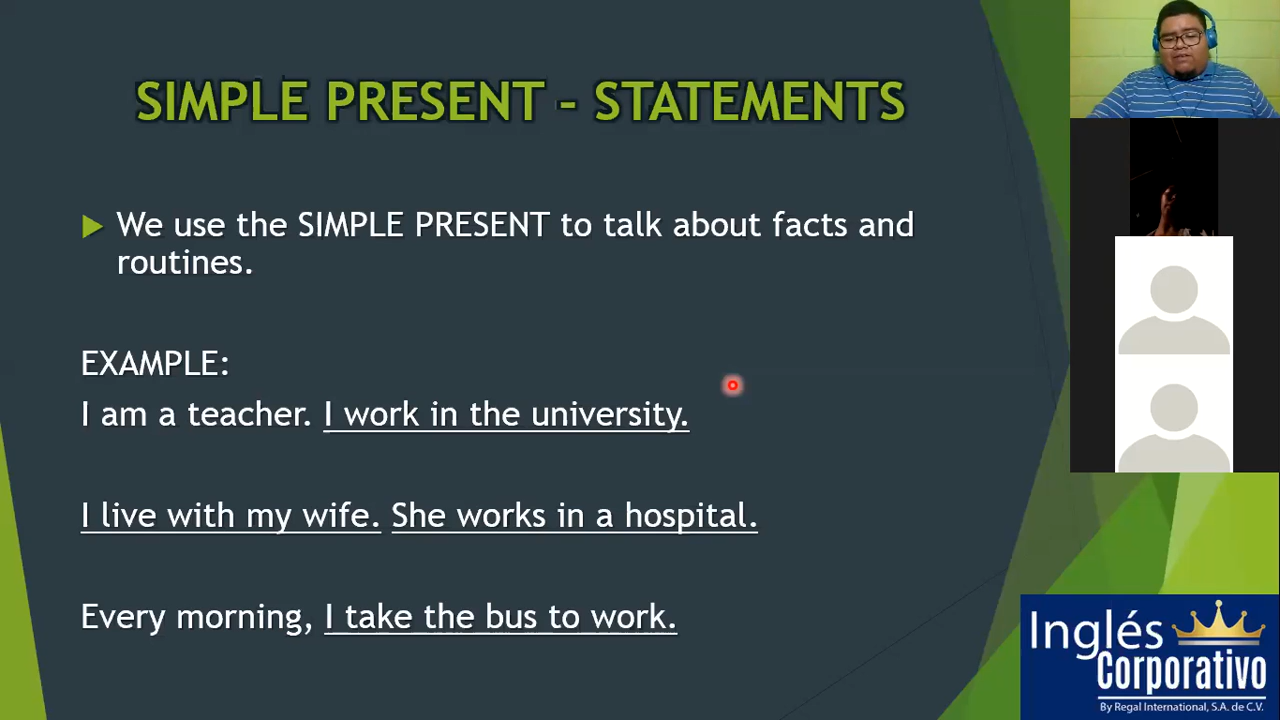 SIMPLE PRESENT - STATEMENTS
We use the SIMPLE PRESENT to talk about facts and
routines.
EXAMPLE:
I am a teacher. I work in the university.
I live with my wife. She works in a hospital.
Every morning, I take the bus to work.
Inglés
Corporativo
By Regal International, S.A. de C.V.